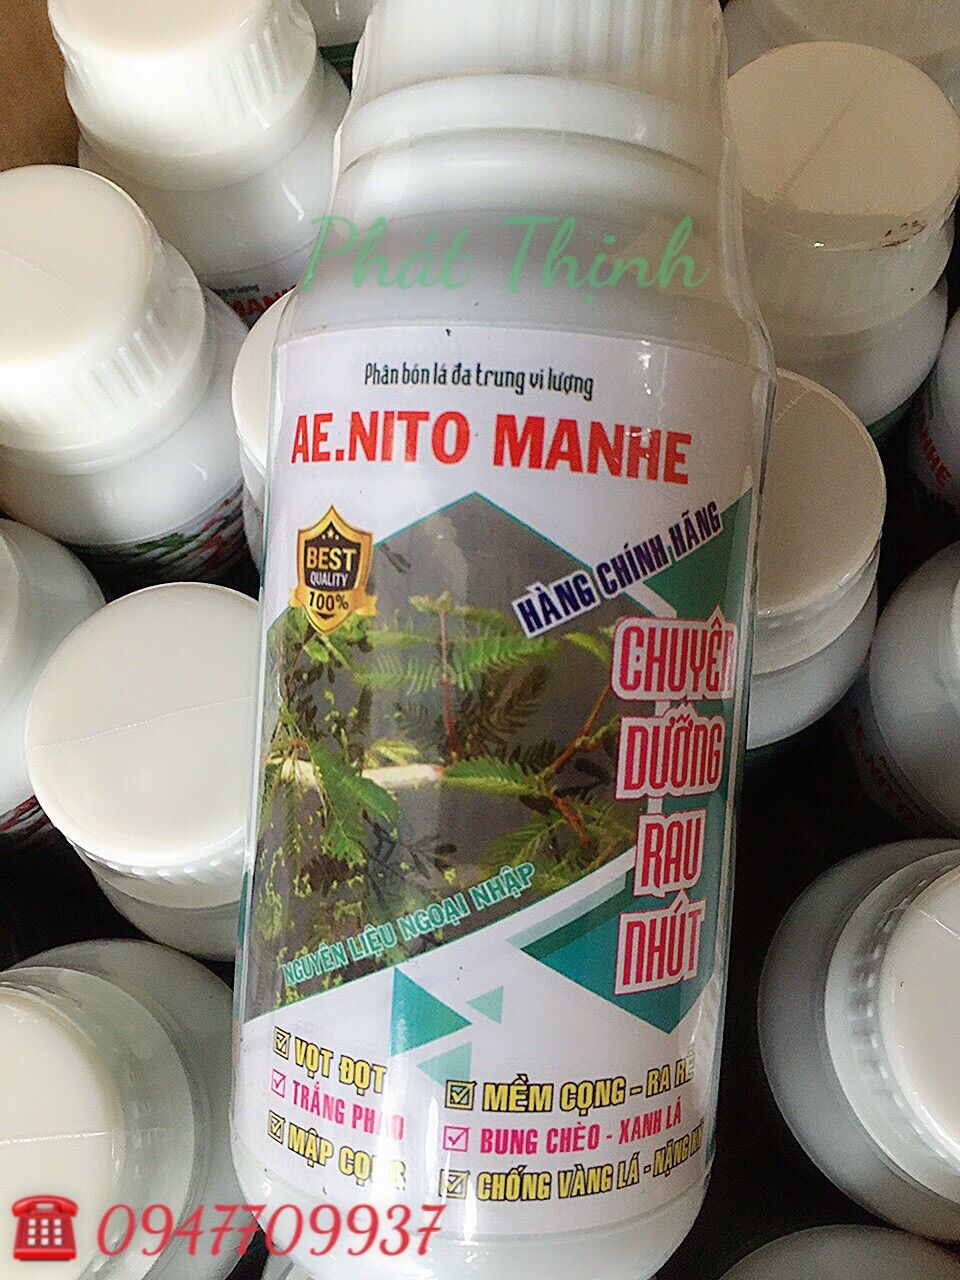 Phát Thịnh
Phân bón lá đa trung vi lượng
AE.NITO MANHE
BEST
QUALITY
100%
HÀNG CHÍNH HÃNG
CHUYÊN
DƯỠNG
RAU
NHÚT
NGUYÊN LIỆU NGOẠI NHẬP
VỌT ĐỌT
TRẮNG PHAO
MẬP CỌNG
MỀM CỌNG - RA RỄ
BUNG CHÈO - XANH LÁ
CHỐNG VÀNG LÁ - NẶNG
0947709937